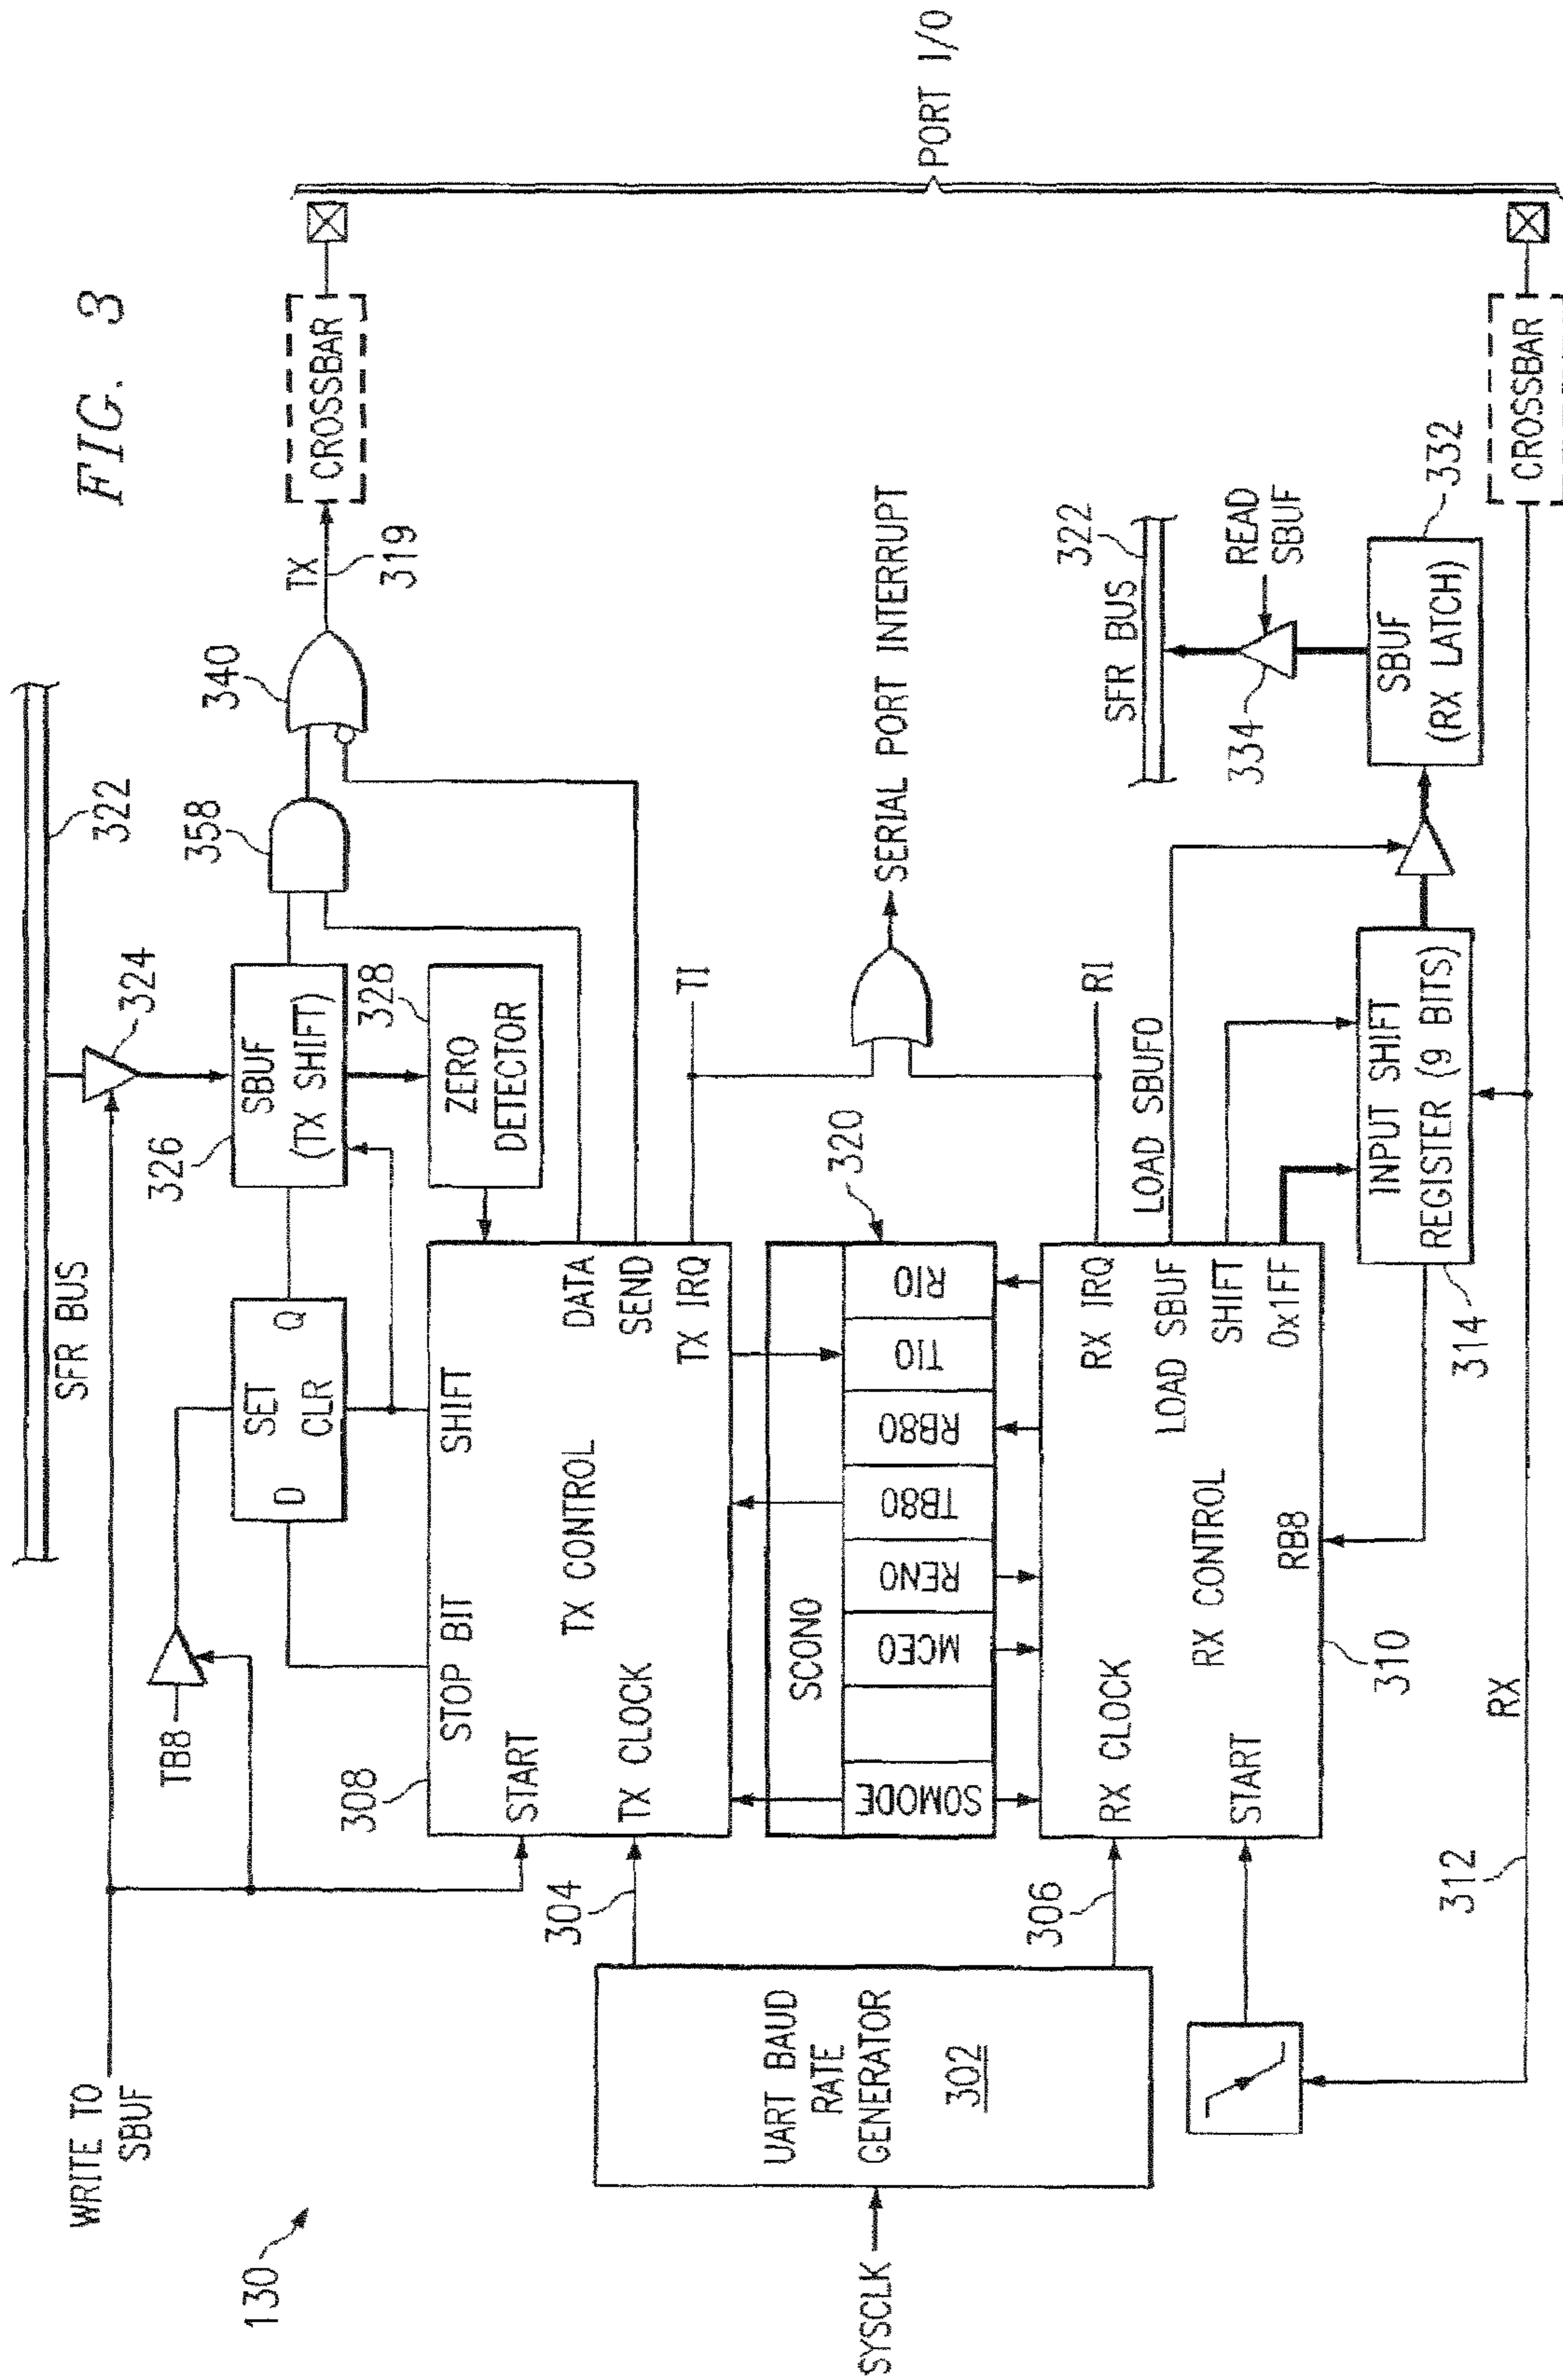 FIG. 3
130
WRITE TO
SBUF
SFR BUS
322
324
TB8
SET
D
Q
CLR
326
SBUF
(TX SHIFT)
358
340
TX
319
CROSSBAR
328
ZERO
DETECTOR
308
STOP BIT
SHIFT
START
DATA
TX CONTROL
SEND
TX CLOCK
TX IRQ
304
TI
SYSCLK
UART BAUD
RATE
GENERATOR
302
SCON0
320
S0MODE
MCE0
REN0
TB80
RB80
TI0
RI0
SERIAL PORT INTERRUPT
PORT I/O
306
RX CLOCK
RX IRQ
RI
LOAD SBUF
LOAD SBUF0
START
RX CONTROL
SHIFT
RB8
0x1FF
310
SFR BUS
322
334
READ
SBUF
314
INPUT SHIFT
REGISTER (9 BITS)
SBUF
(RX LATCH)
332
312
RX
CROSSBAR